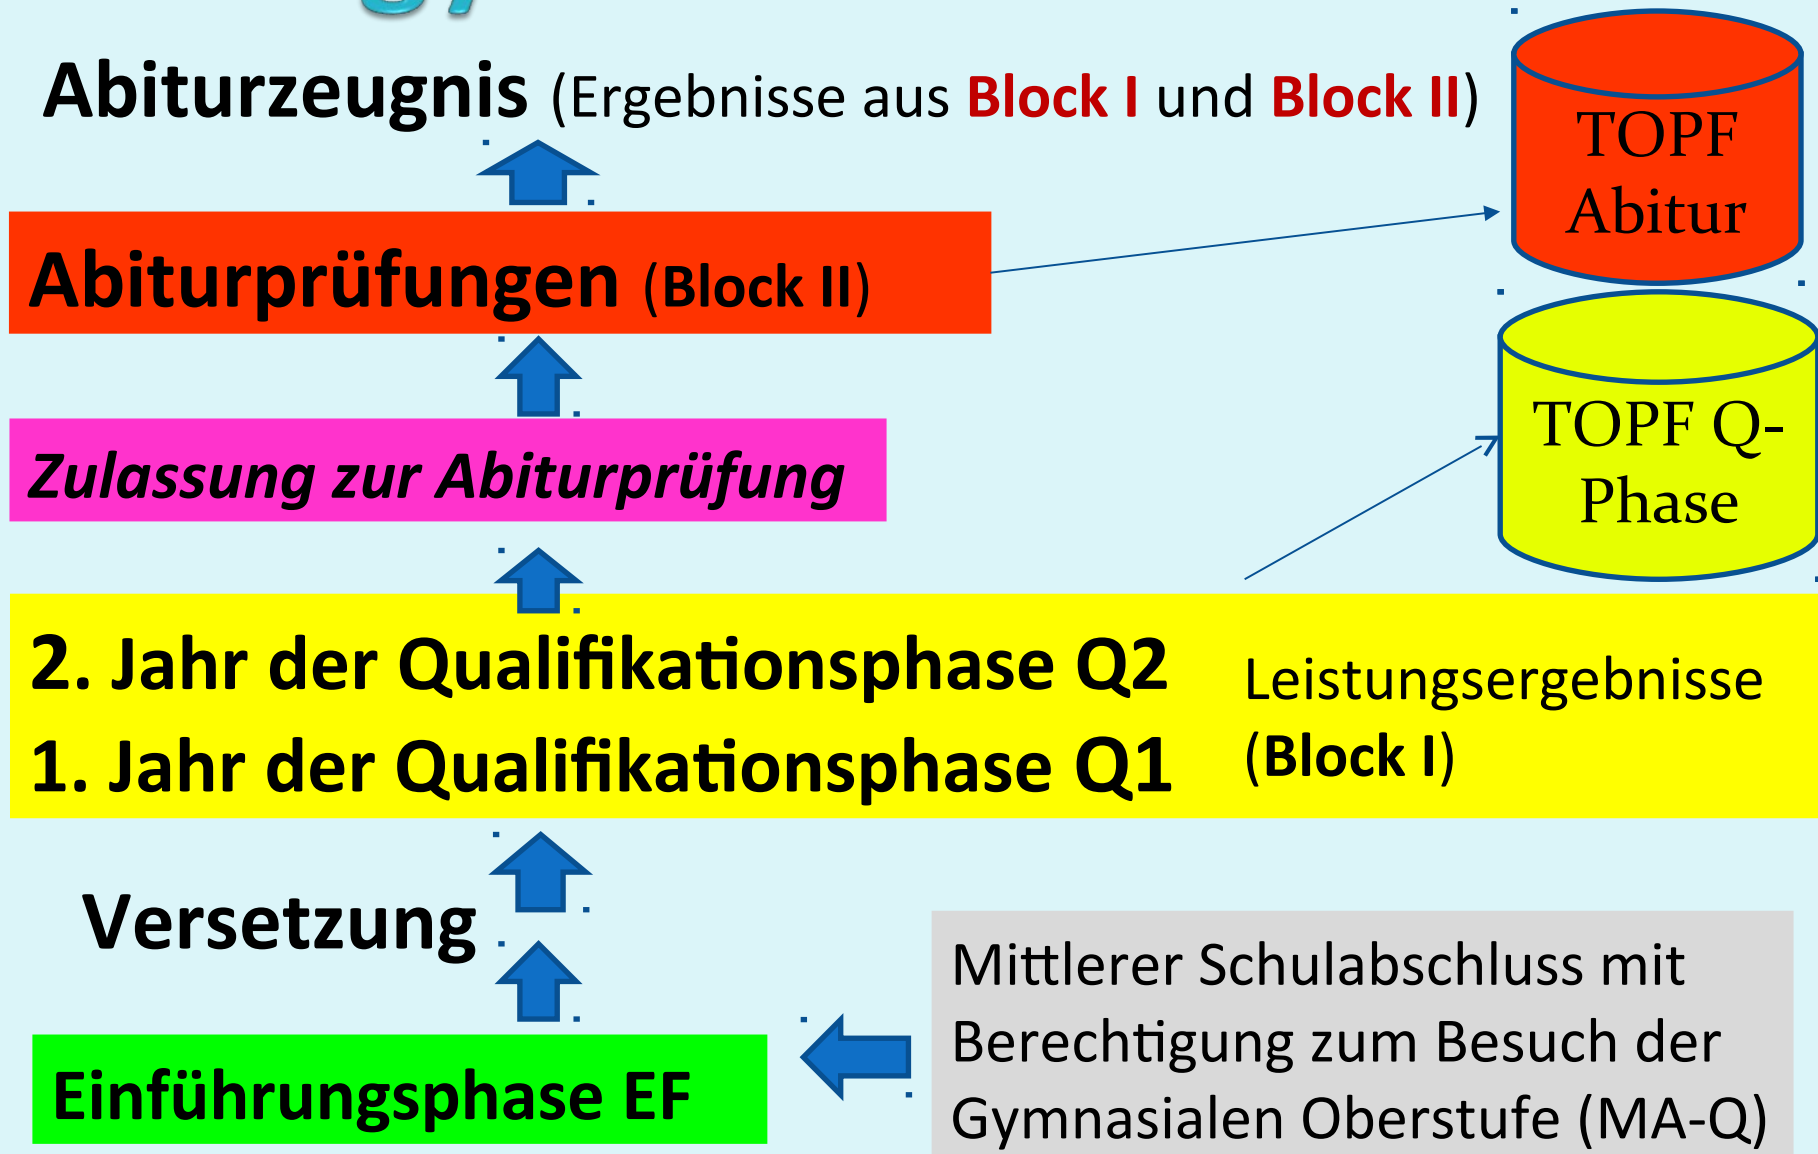 Abiturzeugnis (Ergebnisse aus Block I und Block II)
TOPF
Abitur
Abiturprüfungen (Block II)
TOPF Q-
Phase
Zulassung zur Abiturprüfung
2. Jahr der Qualifikationsphase Q2
1. Jahr der Qualifikationsphase Q1
Leistungsergebnisse
(Block I)
Versetzung
Einführungsphase EF
Mittlerer Schulabschluss mit
Berechtigung zum Besuch der
Gymnasialen Oberstufe (MA-Q)